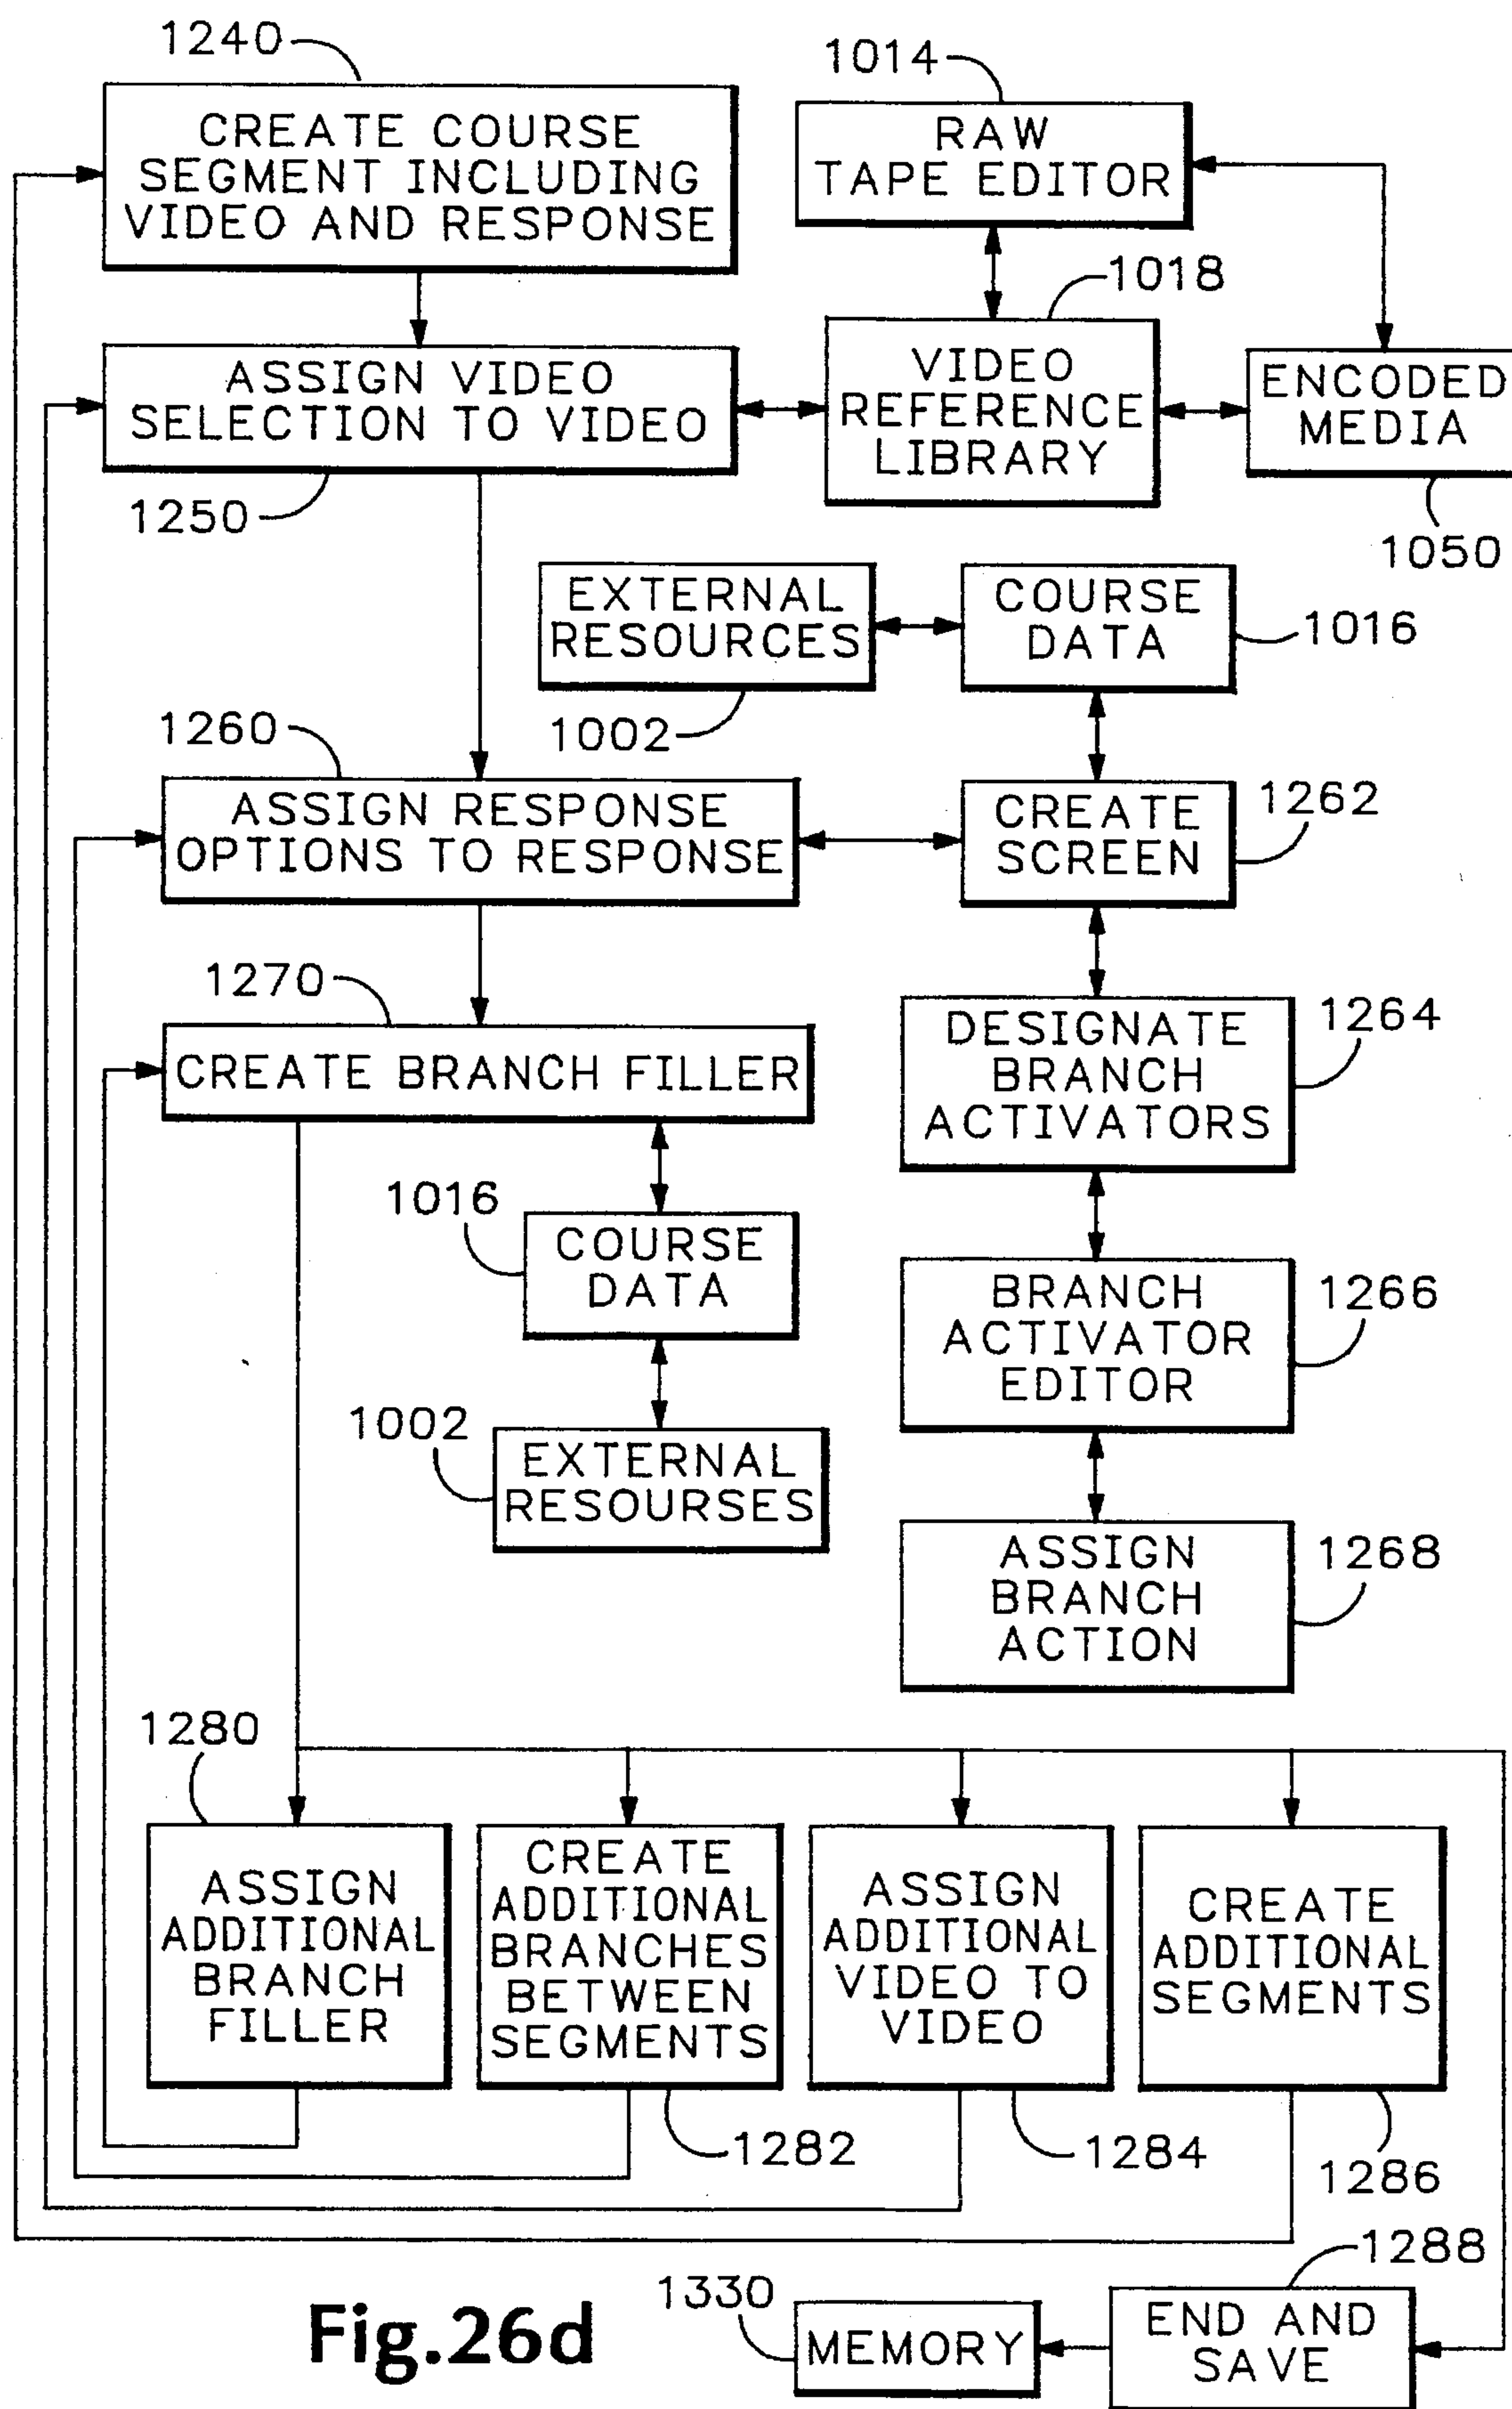 1240
CREATE COURSE
SEGMENT INCLUDING
VIDEO AND RESPONSE
1014
RAW
TAPE EDITOR
1018
ASSIGN VIDEO
SELECTION TO VIDEO
1250
VIDEO
REFERENCE
LIBRARY
ENCODED
MEDIA
1050
EXTERNAL
RESOURCES
1002
COURSE
DATA
1016
1260
ASSIGN RESPONSE
OPTIONS TO RESPONSE
CREATE
SCREEN
1262
1270
CREATE BRANCH FILLER
DESIGNATE
BRANCH
ACTIVATORS
1264
1016
COURSE
DATA
BRANCH
ACTIVATOR
EDITOR
1266
1002
EXTERNAL
RESOURSES
ASSIGN
BRANCH
ACTION
1268
1280
ASSIGN
ADDITIONAL
BRANCH
FILLER
CREATE
ADDITIONAL
BRANCHES
BETWEEN
SEGMENTS
1282
ASSIGN
ADDITIONAL
VIDEO TO
VIDEO
1284
CREATE
ADDITIONAL
SEGMENTS
1286
1288
END AND
SAVE
1330
MEMORY
Fig.26d